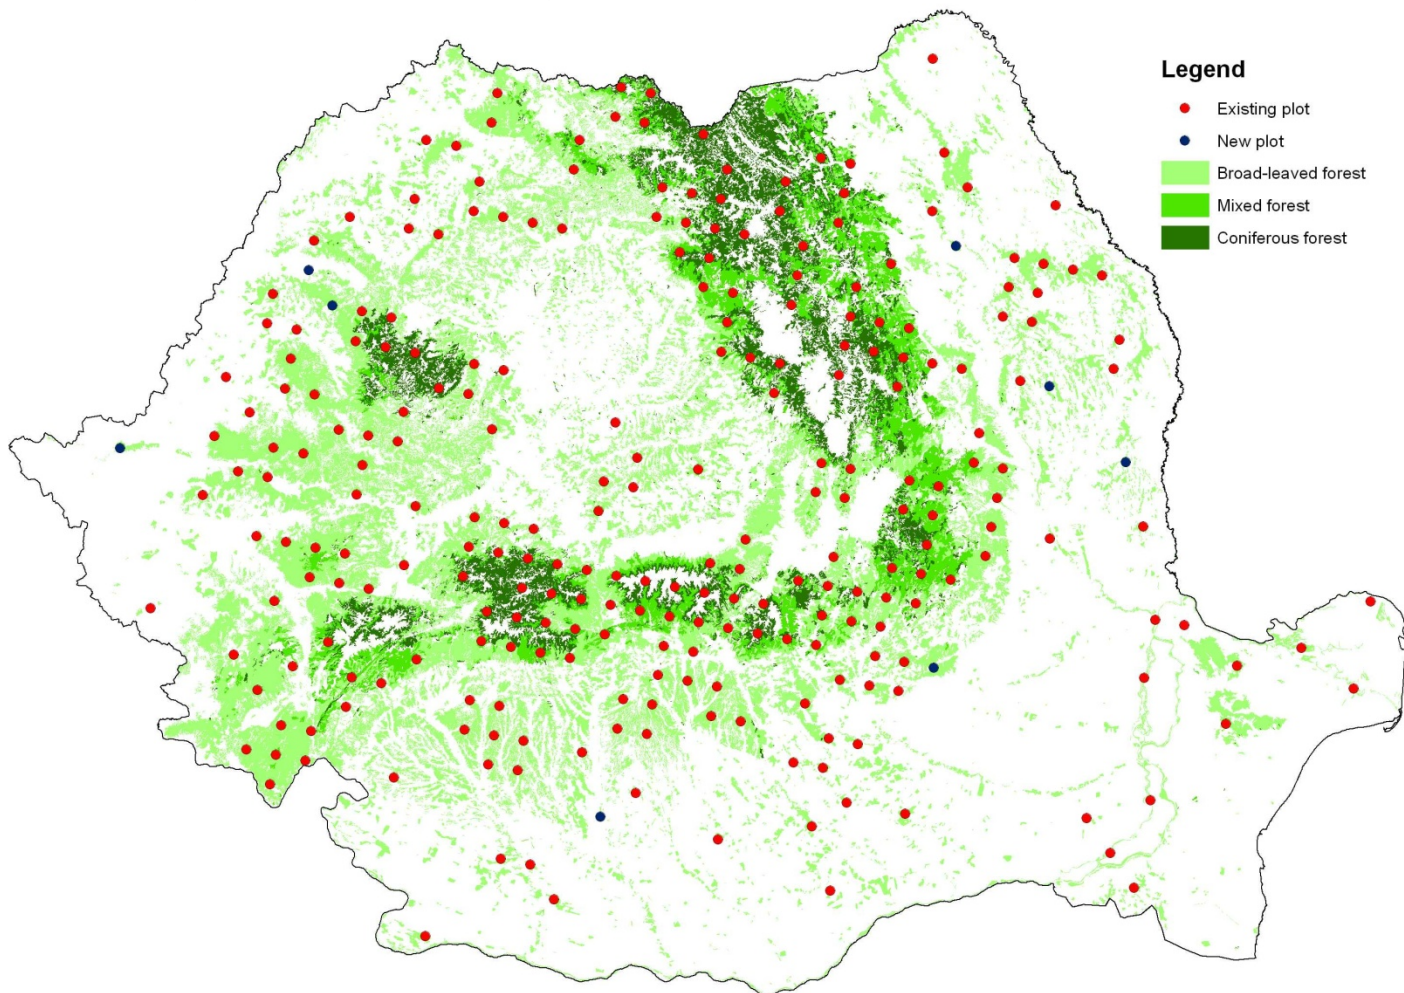 Legend
Existing plot
New plot
Broad-leaved forest
Mixed forest
Coniferous forest